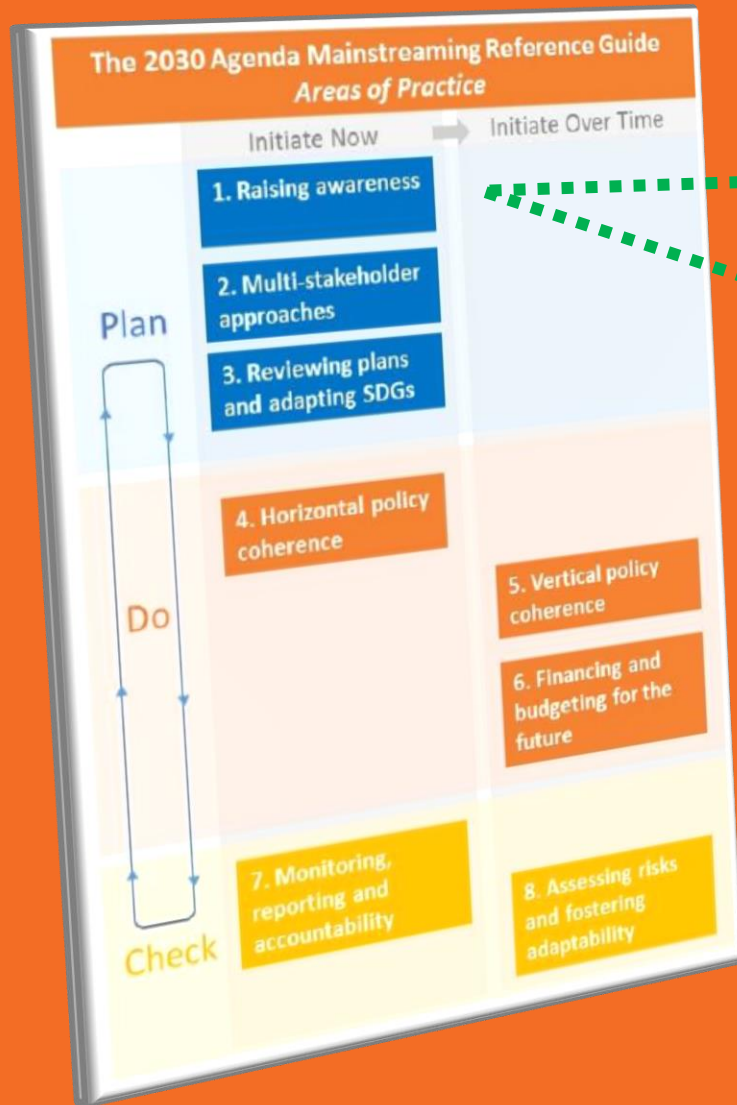 The 2030 Agenda Mainstreaming Reference Guide
Areas of Practice
Initiate Now
Initiate Over Time
Plan
1. Raising awareness
2. Multi-stakeholder
approaches
3. Reviewing plans
and adapting SDGs
Do
4. Horizontal policy
coherence
5. Vertical policy
coherence
6. Financing and
budgeting for the
future
Check
7. Monitoring,
reporting and
accountability
8. Assessing risks
and fostering
adaptability